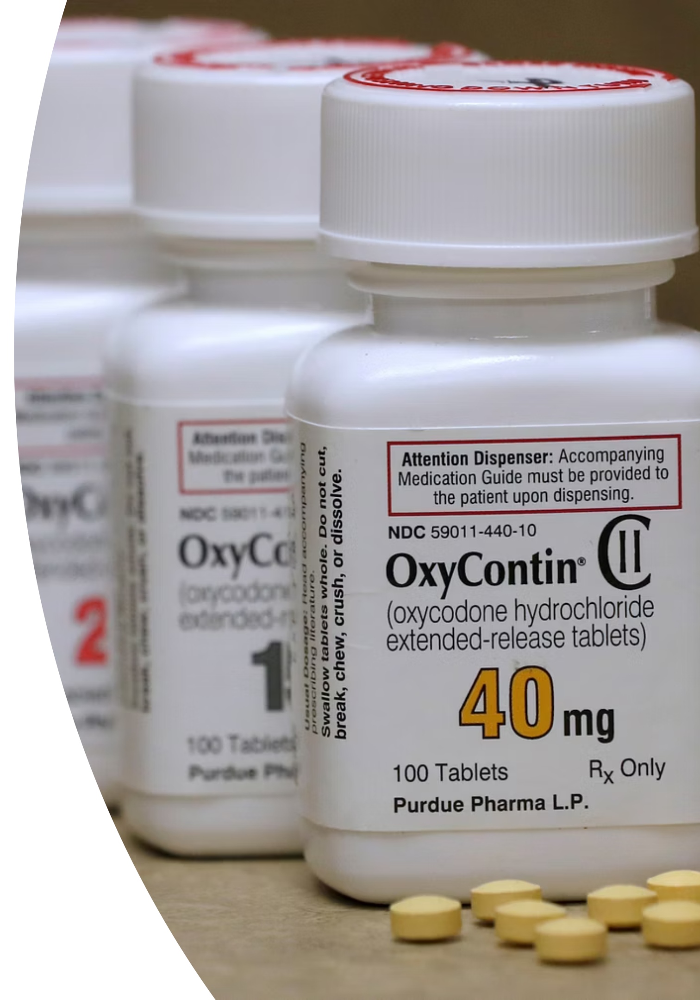 Attention Dispenser: Accompanying
Medication Guide must be provided to
the patient upon dispensing.
NDC 59011-440-10
OxyContin® CII
(oxycodone hydrochloride
extended-release tablets)
40 mg
100 Tablets Rx Only
Purdue Pharma L.P.
Usual Dosage: Read accompanying
prescribing literature.
Swallow tablets whole. Do not cut,
break, chew, crush, or dissolve.
Attention Dis
Medication Gu
the patien
NDC 59011-41
OxyCo
(oxycodon
extended-r
1
100 Tablets
Purdue Pha
OxyC
2